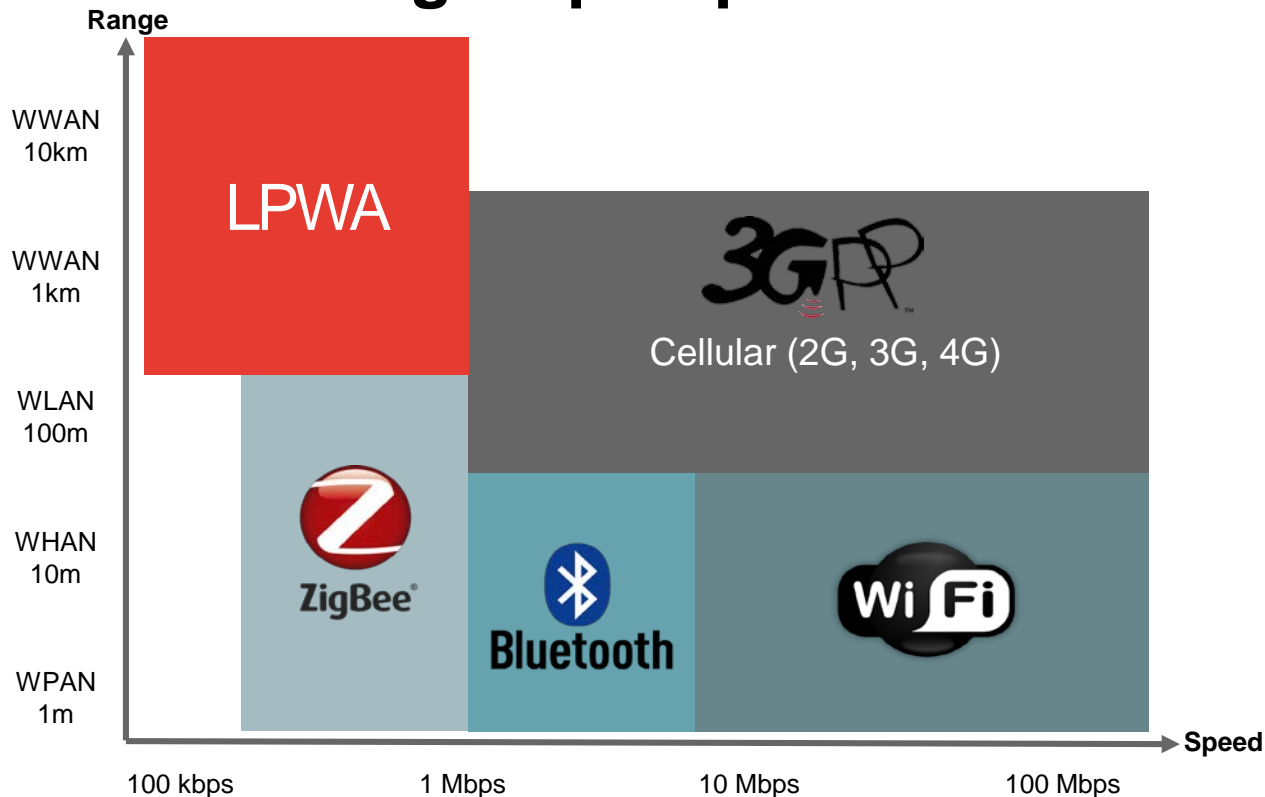 Range
WWAN
10km
LPWA
WWAN
1km
3GPP
™
Cellular (2G, 3G, 4G)
WLAN
100m
WHAN
10m
ZigBee®
Bluetooth
Wi Fi
WPAN
1m
Speed
100 kbps
1 Mbps
10 Mbps
100 Mbps